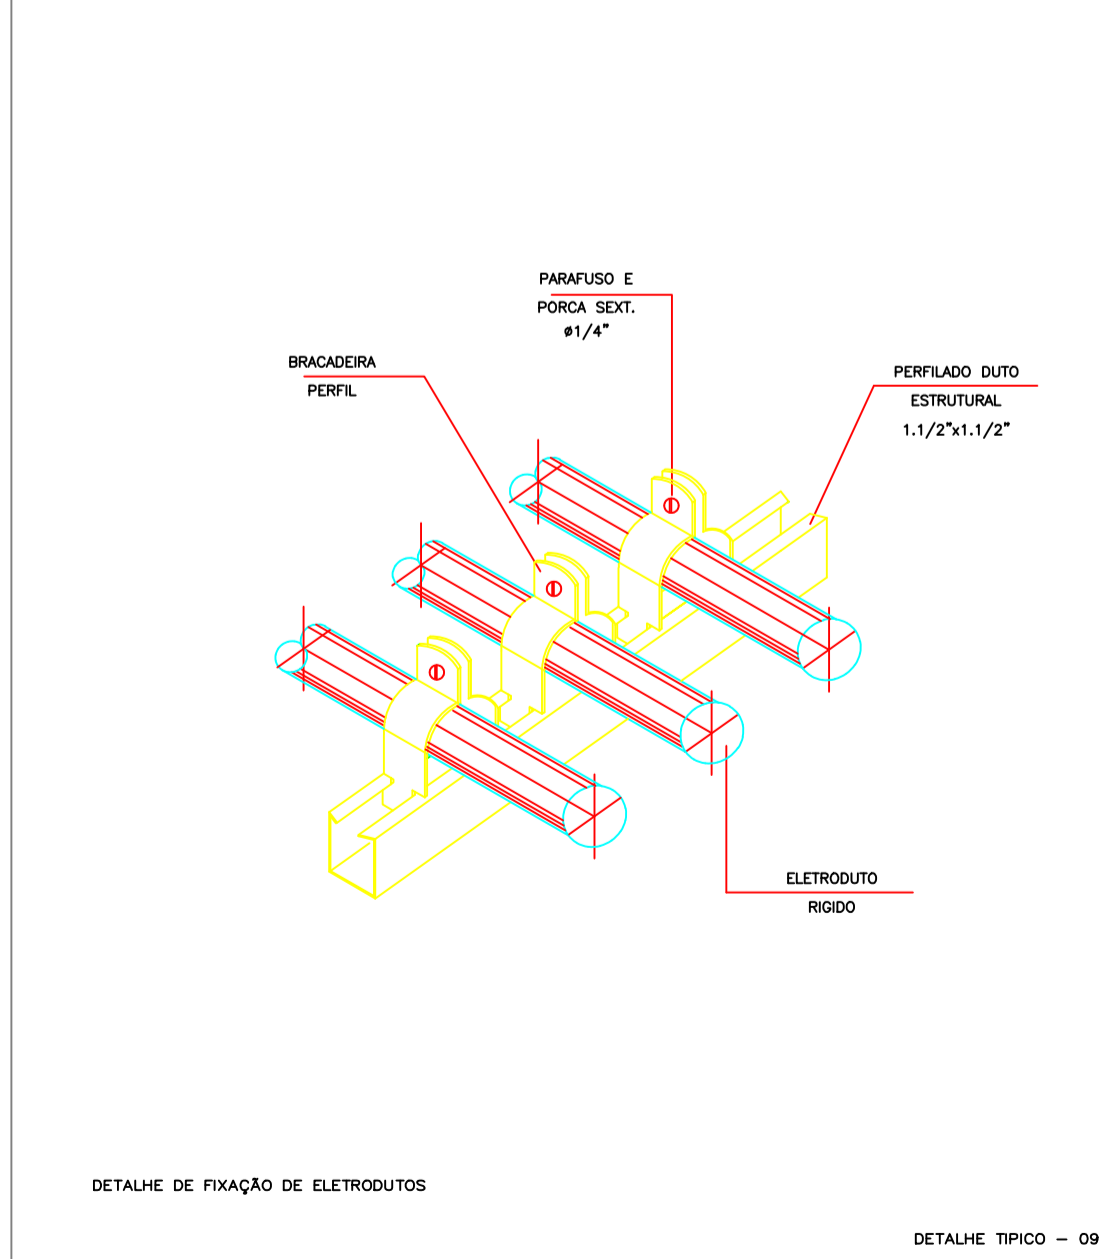 PARAFUSO E
PORCA SEXT.
ø1/4"
BRACADEIRA
PERFIL
PERFILADO DUTO
ESTRUTURAL
1.1/2"x1.1/2"
ELETRODUTO
RIGIDO
DETALHE DE FIXAÇÃO DE ELETRODUTOS
DETALHE TIPICO – 09